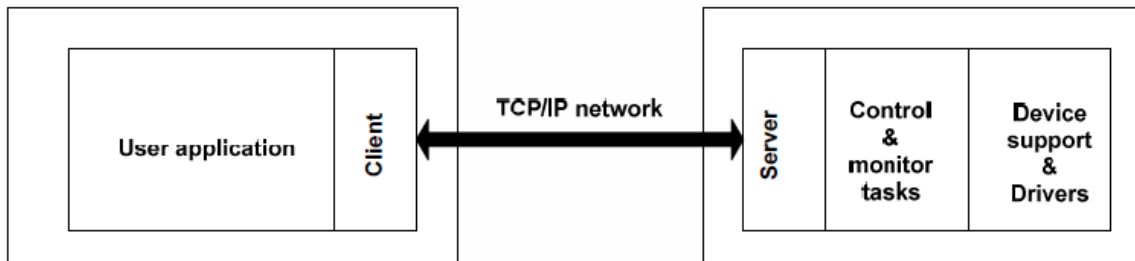 User application
Client
TCP/IP network
Server
Control
&
monitor
tasks
Device
support
&
Drivers